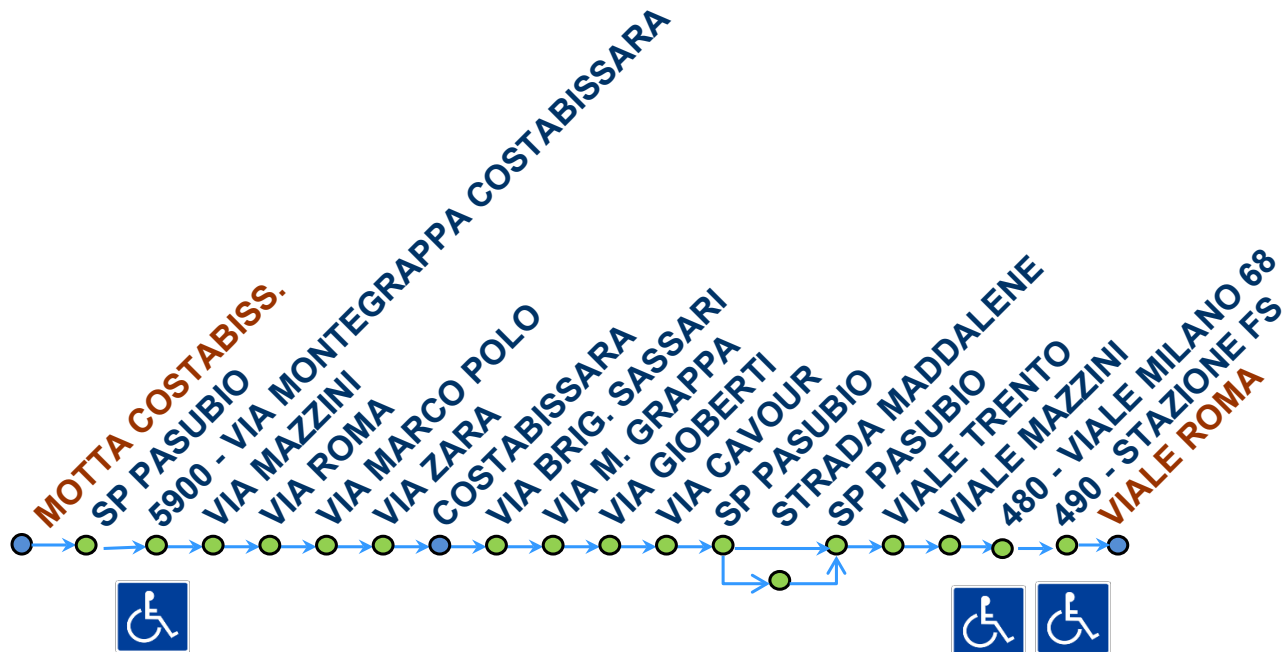 MOTTA COSTABISS.
SP PASUBIO
5900 - VIA MONTEGRAPPA COSTABISSARA
VIA MAZZINI
VIA ROMA
VIA MARCO POLO
VIA ZARA
COSTABISSARA
VIA BRIG. SASSARI
VIA M. GRAPPA
VIA GIOBERTI
VIA CAVOUR
SP PASUBIO
STRADA MADDALENE
SP PASUBIO
VIALE TRENTO
VIALE MAZZINI
480 - VIALE MILANO 68
490 - STAZIONE FS
VIALE ROMA